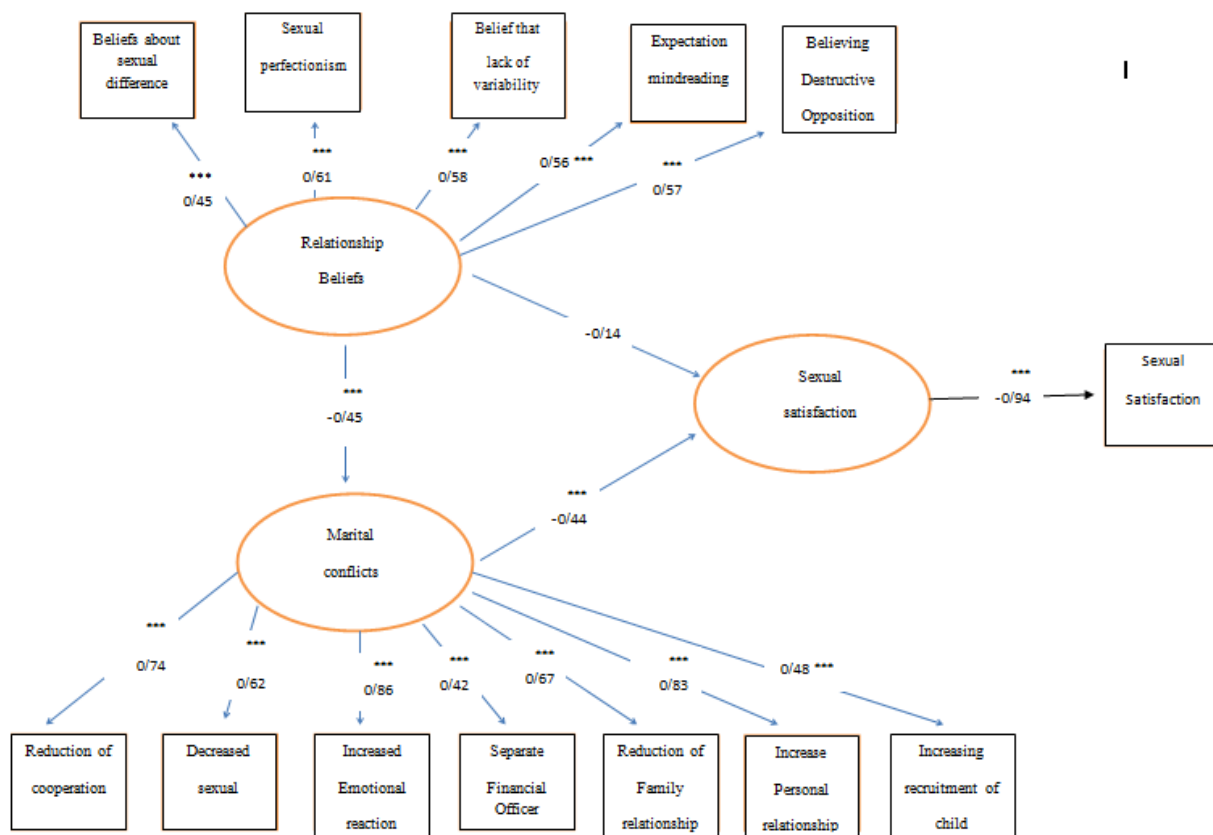 Beliefs about
sexual
difference
Sexual
perfectionism
Belief that
lack of
variability
Expectation
mindreading
Believing
Destructive
Opposition
I
***
0/45
***
0/61
***
0/58
0/56 ***
***
0/57
Relationship
Beliefs
-0/14
***
-0/45
Sexual
satisfaction
***
-0/94
Sexual
Satisfaction
***
-0/44
Marital
conflicts
***
0/74
***
0/62
***
0/86
***
0/42
***
0/67
***
0/83
0/48 ***
Reduction of
cooperation
Decreased
sexual
Increased
Emotional
reaction
Separate
Financial
Officer
Reduction of
Family
relationship
Increase
Personal
relationship
Increasing
recruitment of
child